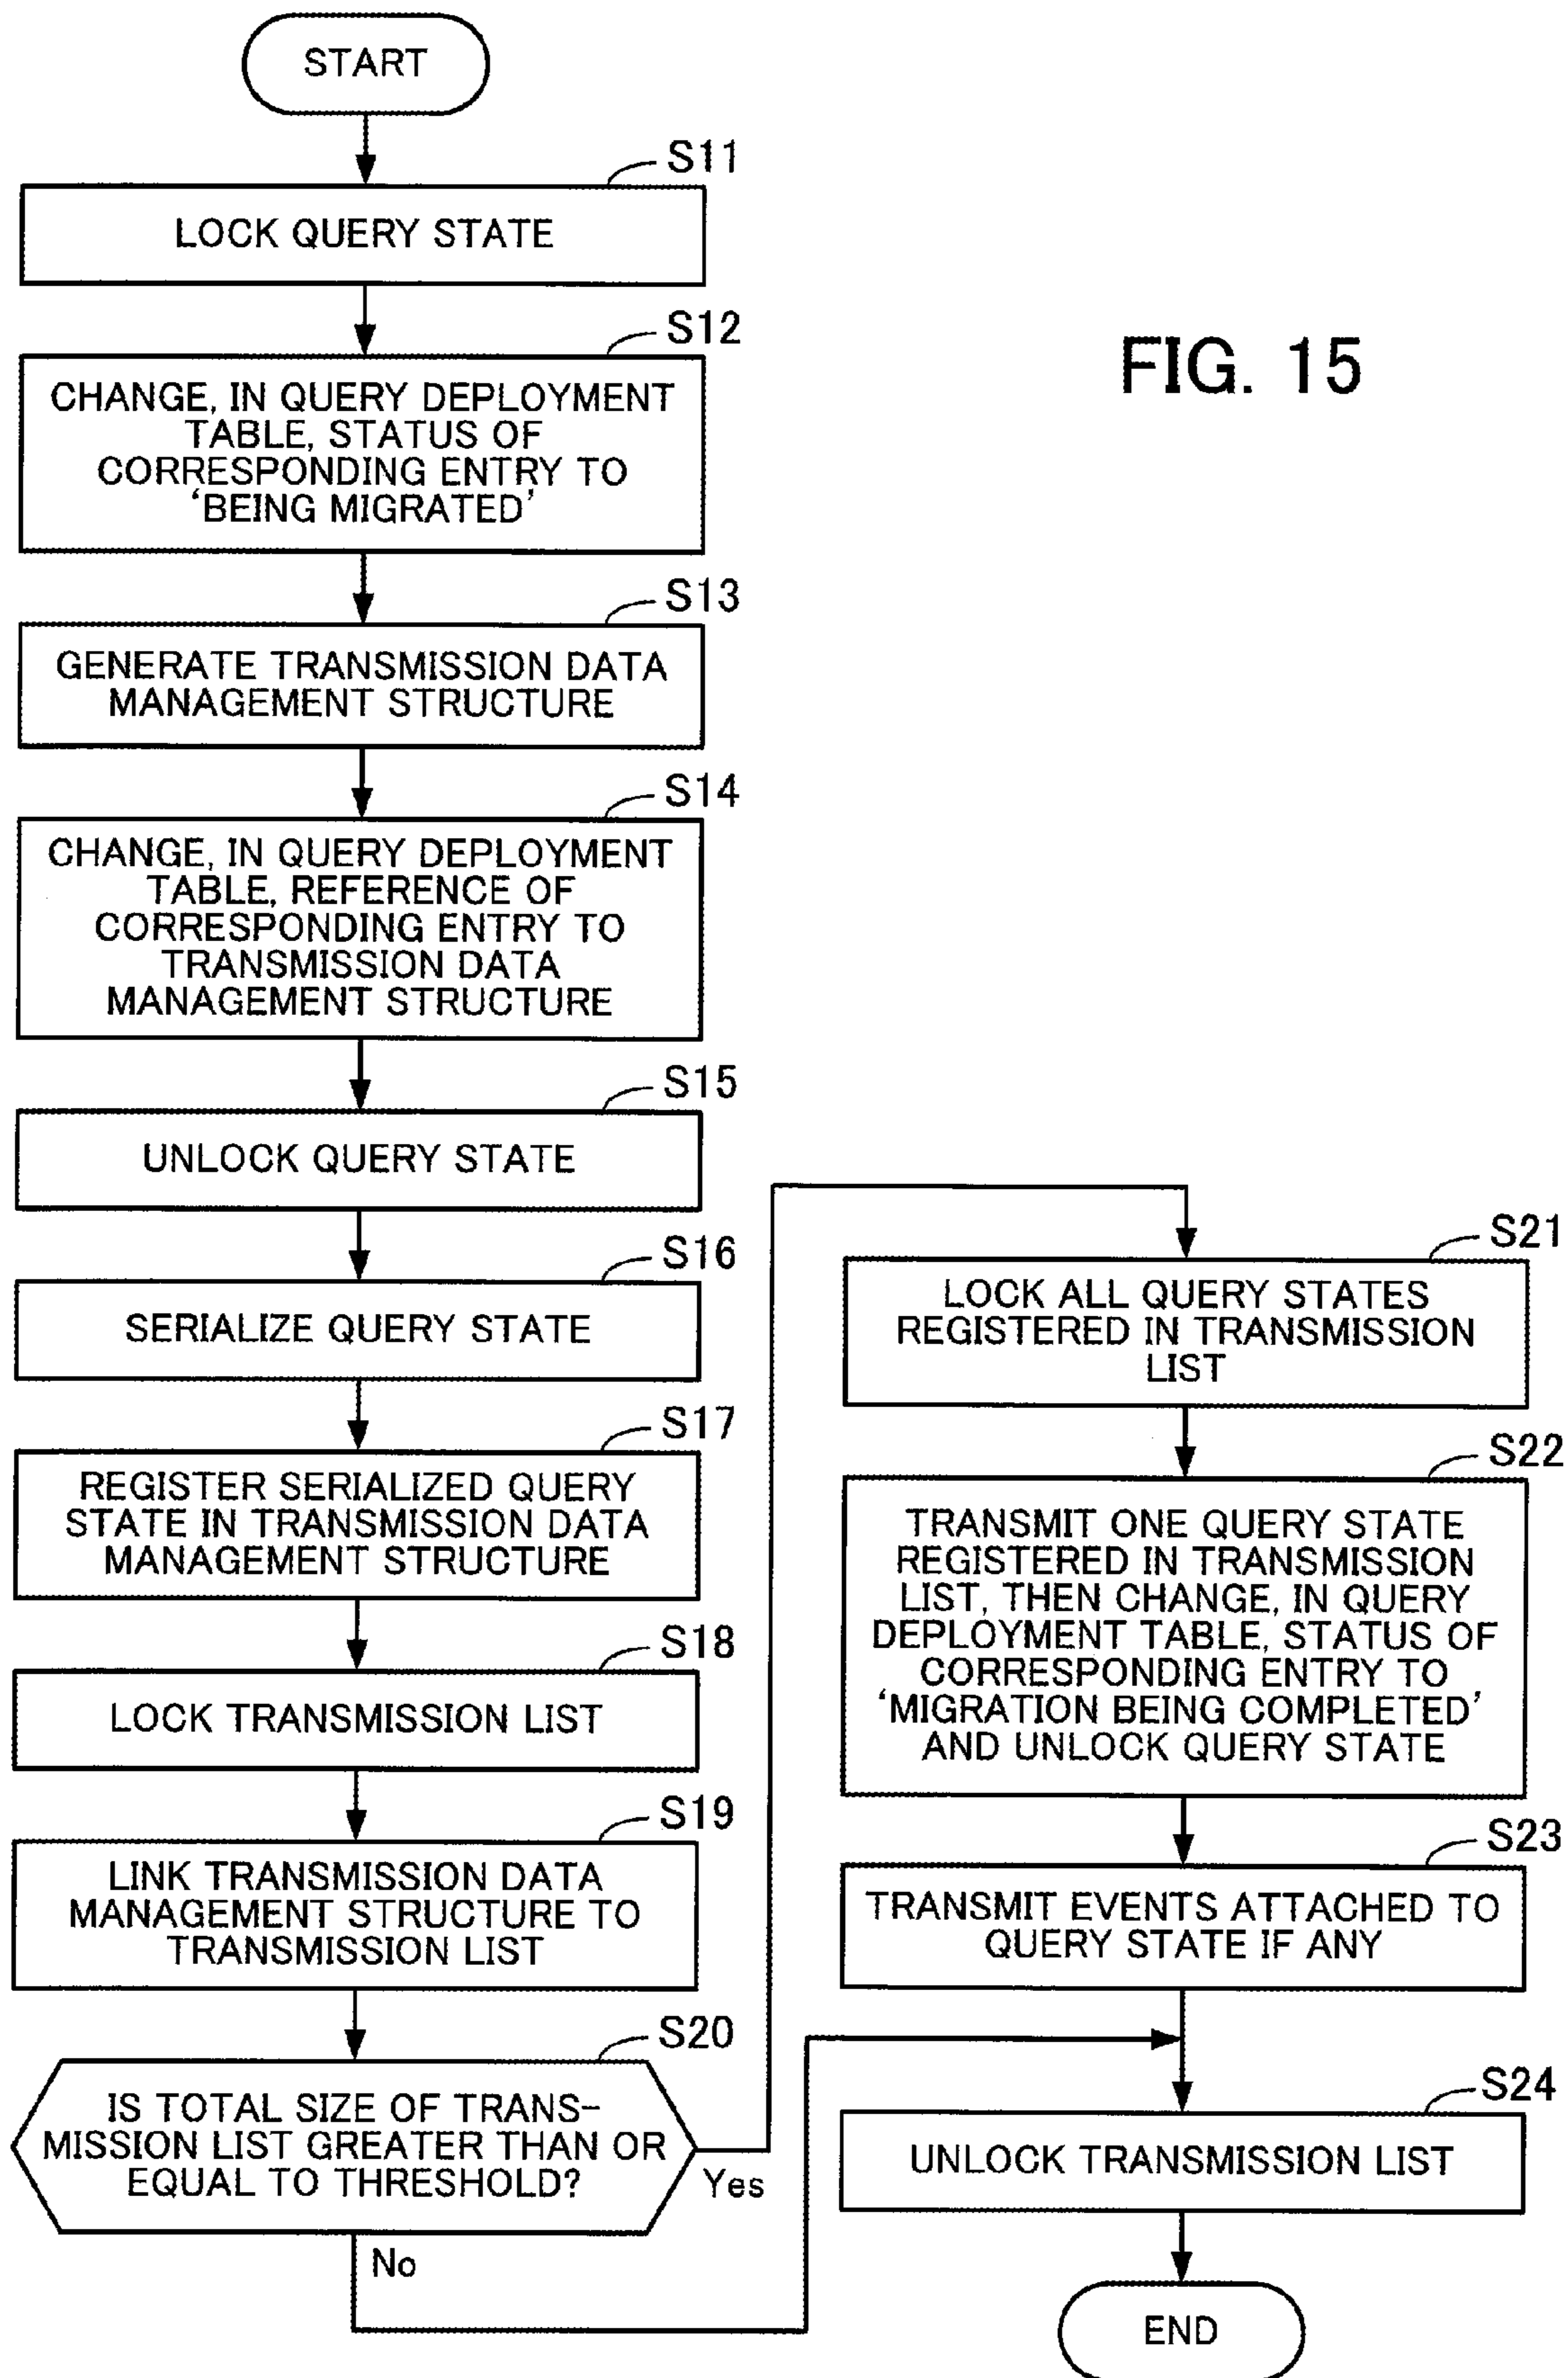 START
S11
LOCK QUERY STATE
S12
CHANGE, IN QUERY DEPLOYMENT
TABLE, STATUS OF
CORRESPONDING ENTRY TO
‘BEING MIGRATED’
S13
GENERATE TRANSMISSION DATA
MANAGEMENT STRUCTURE
S14
CHANGE, IN QUERY DEPLOYMENT
TABLE, REFERENCE OF
CORRESPONDING ENTRY TO
TRANSMISSION DATA
MANAGEMENT STRUCTURE
S15
UNLOCK QUERY STATE
S16
SERIALIZE QUERY STATE
S17
REGISTER SERIALIZED QUERY
STATE IN TRANSMISSION DATA
MANAGEMENT STRUCTURE
S18
LOCK TRANSMISSION LIST
S19
LINK TRANSMISSION DATA
MANAGEMENT STRUCTURE TO
TRANSMISSION LIST
S20
IS TOTAL SIZE OF TRANS-
MISSION LIST GREATER THAN OR
EQUAL TO THRESHOLD?
Yes
No
FIG. 15
S21
LOCK ALL QUERY STATES
REGISTERED IN TRANSMISSION
LIST
S22
TRANSMIT ONE QUERY STATE
REGISTERED IN TRANSMISSION
LIST, THEN CHANGE, IN QUERY
DEPLOYMENT TABLE, STATUS OF
CORRESPONDING ENTRY TO
‘MIGRATION BEING COMPLETED’
AND UNLOCK QUERY STATE
S23
TRANSMIT EVENTS ATTACHED TO
QUERY STATE IF ANY
S24
UNLOCK TRANSMISSION LIST
END